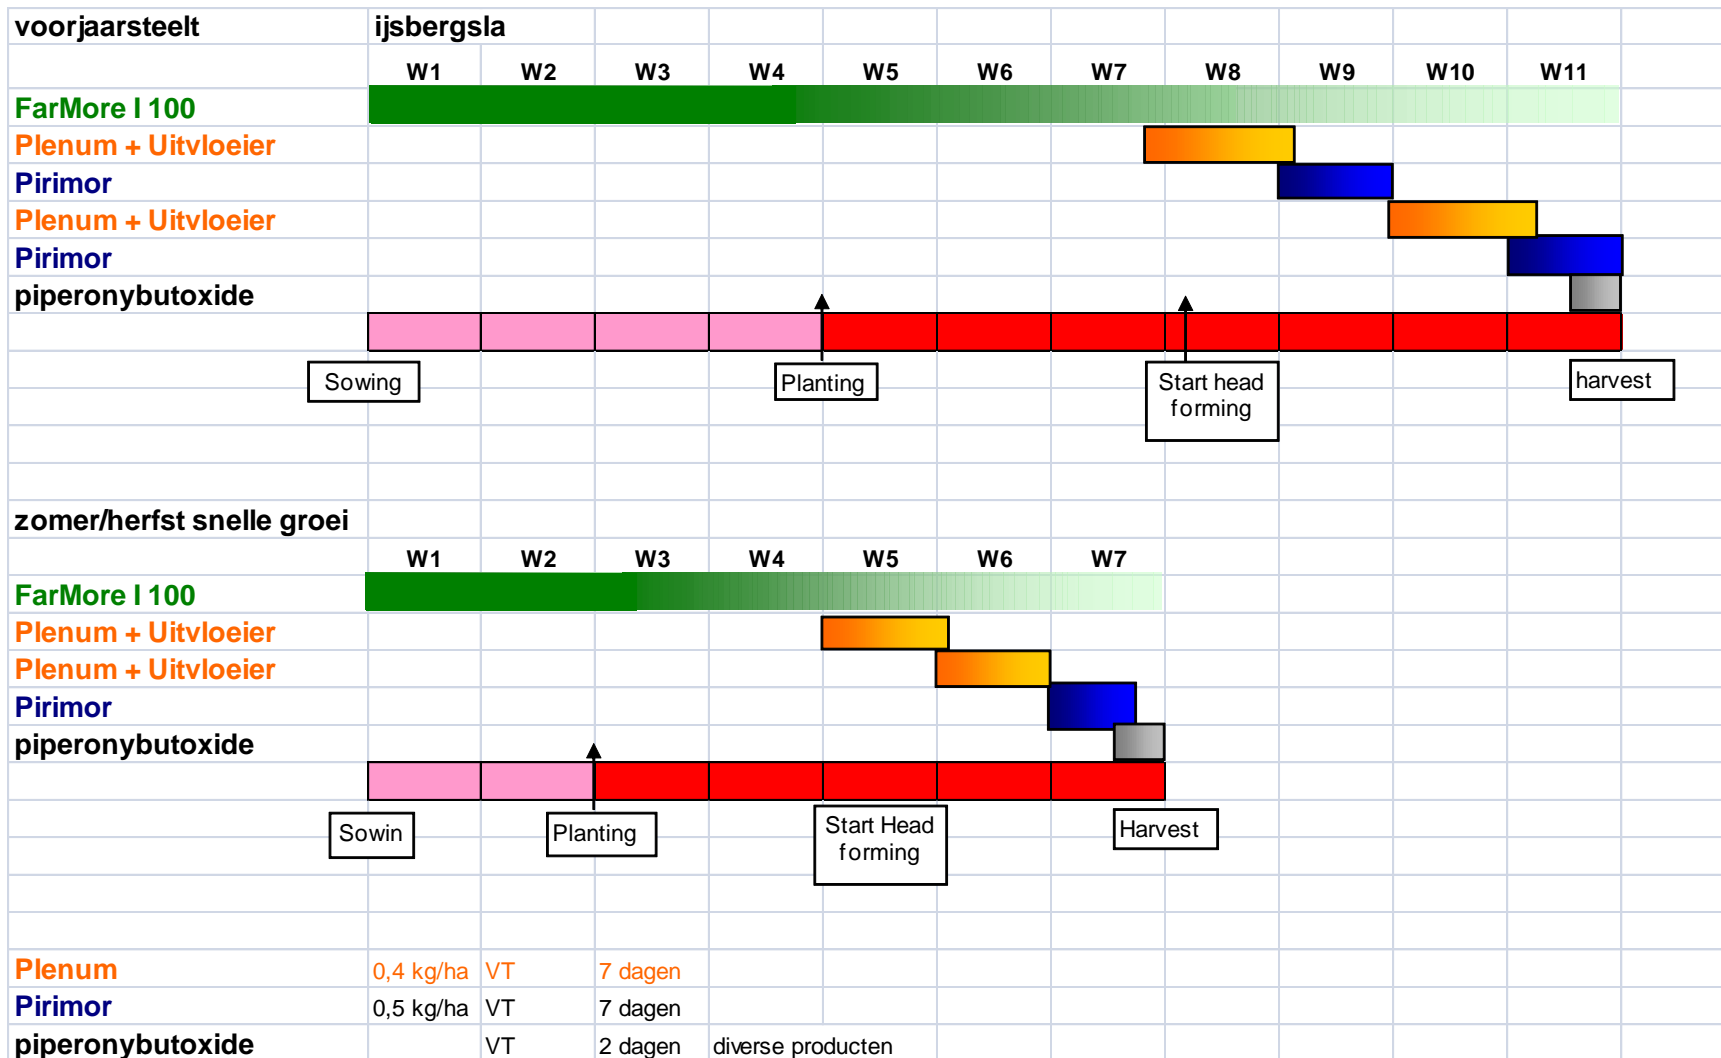 voorjaarsteelt ijsbergsla
W1 W2 W3 W4 W5 W6 W7 W8 W9 W10 W11
FarMore I 100
Plenum + Uitvloeier
Pirimor
Plenum + Uitvloeier
Pirimor
piperonybutoxide
Sowing Planting Start head forming harvest
zomer/herfst snelle groei
W1 W2 W3 W4 W5 W6 W7
FarMore I 100
Plenum + Uitvloeier
Plenum + Uitvloeier
Pirimor
piperonybutoxide
Sowin Planting Start Head forming Harvest
Plenum 0,4 kg/ha VT 7 dagen
Pirimor 0,5 kg/ha VT 7 dagen
piperonybutoxide VT 2 dagen diverse producten